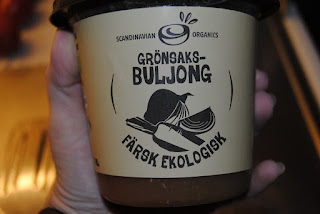 SCANDINAVIAN ORGANICS
GRÖNSAKS-
BULJONG
FÄRSK EKOLOGISK